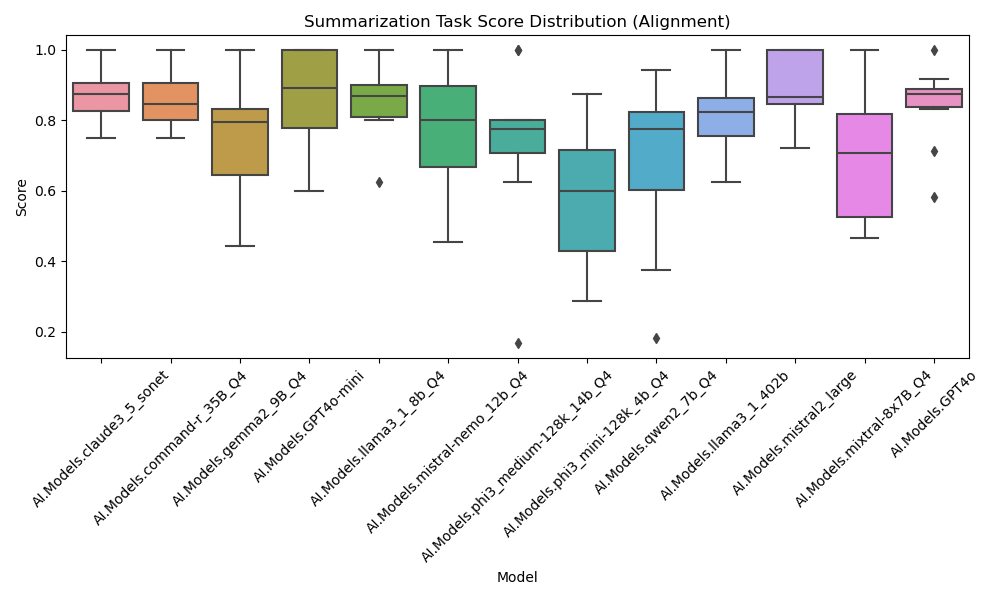 Summarization Task Score Distribution (Alignment)
1.0
0.8
0.6
0.4
0.2
Score
AI.Models.claude3_5_sonet
AI.Models.command-r_35B_Q4
AI.Models.gemma2_9B_Q4
AI.Models.GPT4o-mini
AI.Models.llama3_1_8b_Q4
AI.Models.mistral-nemo_12b_Q4
AI.Models.phi3_medium-128k_14b_Q4
AI.Models.phi3_mini-128k_4b_Q4
AI.Models.qwen2_7b_Q4
AI.Models.llama3_1_402b
AI.Models.mistral2_large
AI.Models.mixtral-8x7B_Q4
AI.Models.GPT4o
Model